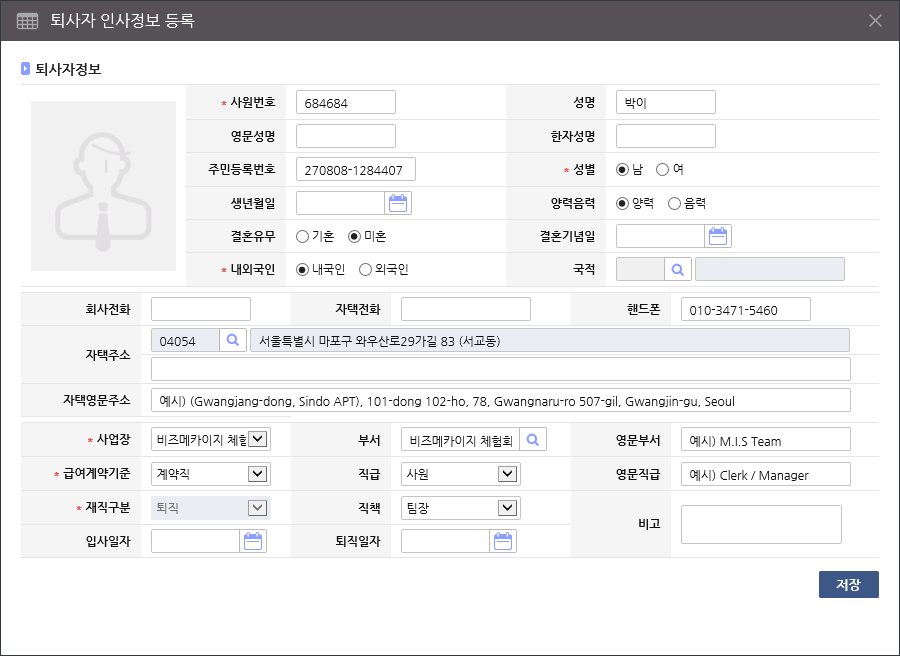 퇴사자 인사정보 등록
퇴사자정보
* 사원번호 684684 성명 박이
영문성명 한자성명
주민등록번호 270808-1284407 * 성별 남 여
생년월일 양력음력 양력 음력
결혼유무 기혼 미혼 결혼기념일
* 내외국인 내국인 외국인 국적
회사전화 자택전화 핸드폰 010-3471-5460
자택주소 04054 서울특별시 마포구 와우산로29가길 83 (서교동)
자택영문주소 예시) (Gwangjang-dong, Sindo APT), 101-dong 102-ho, 78, Gwangnaru-ro 507-gil, Gwangjin-gu, Seoul
* 사업장 비즈메카이지 체험 부서 비즈메카이지 체험회 영문부서 예시) M.I.S Team
* 급여계약기준 계약직 직급 사원 영문직급 예시) Clerk / Manager
* 재직구분 퇴직 직책 팀장 비고
입사일자 퇴직일자
저장